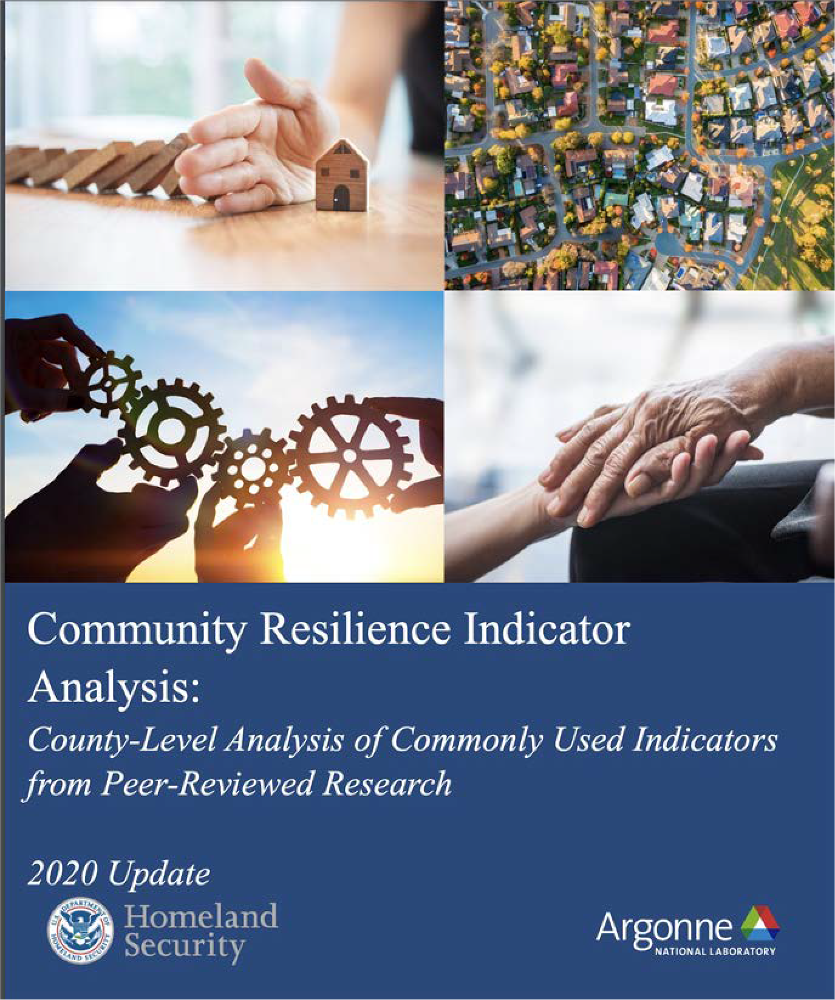 Community Resilience Indicator
Analysis:
County-Level Analysis of Commonly Used Indicators
from Peer-Reviewed Research
2020 Update
U.S. DEPARTMENT OF
HOMELAND SECURITY
Homeland
Security
Argonne
NATIONAL LABORATORY